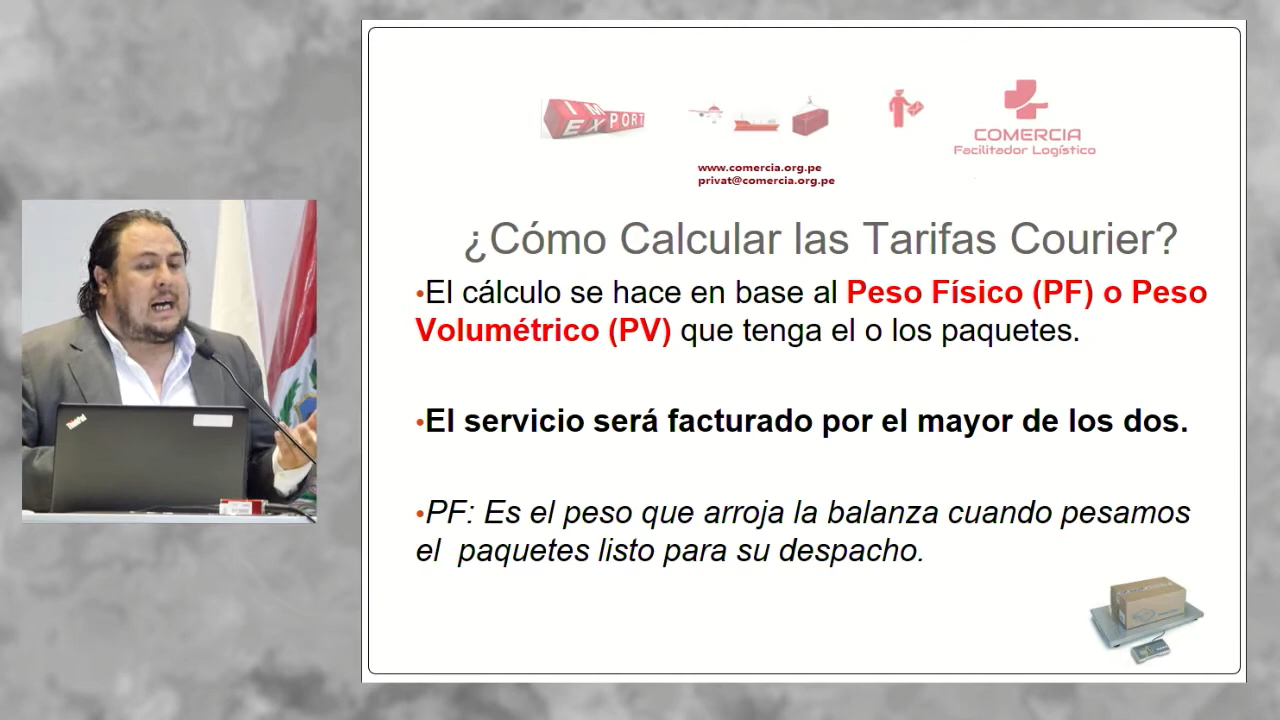 IM
EXPORT
COMERCIA
Facilitador Logístico
www.comercia.org.pe
privat@comercia.org.pe
¿Cómo Calcular las Tarifas Courier?
•El cálculo se hace en base al Peso Físico (PF) o Peso
Volumétrico (PV) que tenga el o los paquetes.
•El servicio será facturado por el mayor de los dos.
•PF: Es el peso que arroja la balanza cuando pesamos
el  paquetes listo para su despacho.
ThinkPad